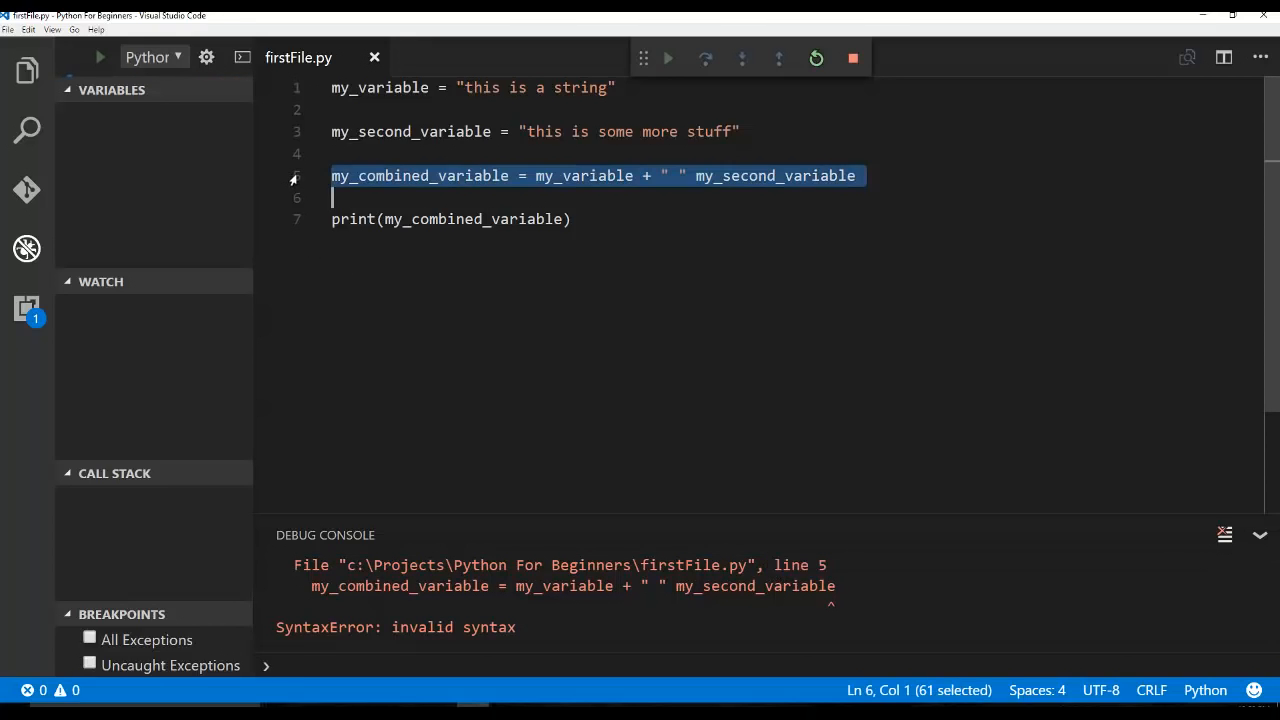 firstFile.py - Python For Beginners - Visual Studio Code
File Edit View Go Help
Python
firstFile.py
VARIABLES
WATCH
CALL STACK
BREAKPOINTS
All Exceptions
Uncaught Exceptions
1 my_variable = "this is a string"
2
3 my_second_variable = "this is some more stuff"
4
5 my_combined_variable = my_variable + " " my_second_variable
6
7 print(my_combined_variable)
1
DEBUG CONSOLE
File "c:\Projects\Python For Beginners\firstFile.py", line 5
my_combined_variable = my_variable + " " my_second_variable
^
SyntaxError: invalid syntax
0 0
Ln 6, Col 1 (61 selected) Spaces: 4 UTF-8 CRLF Python